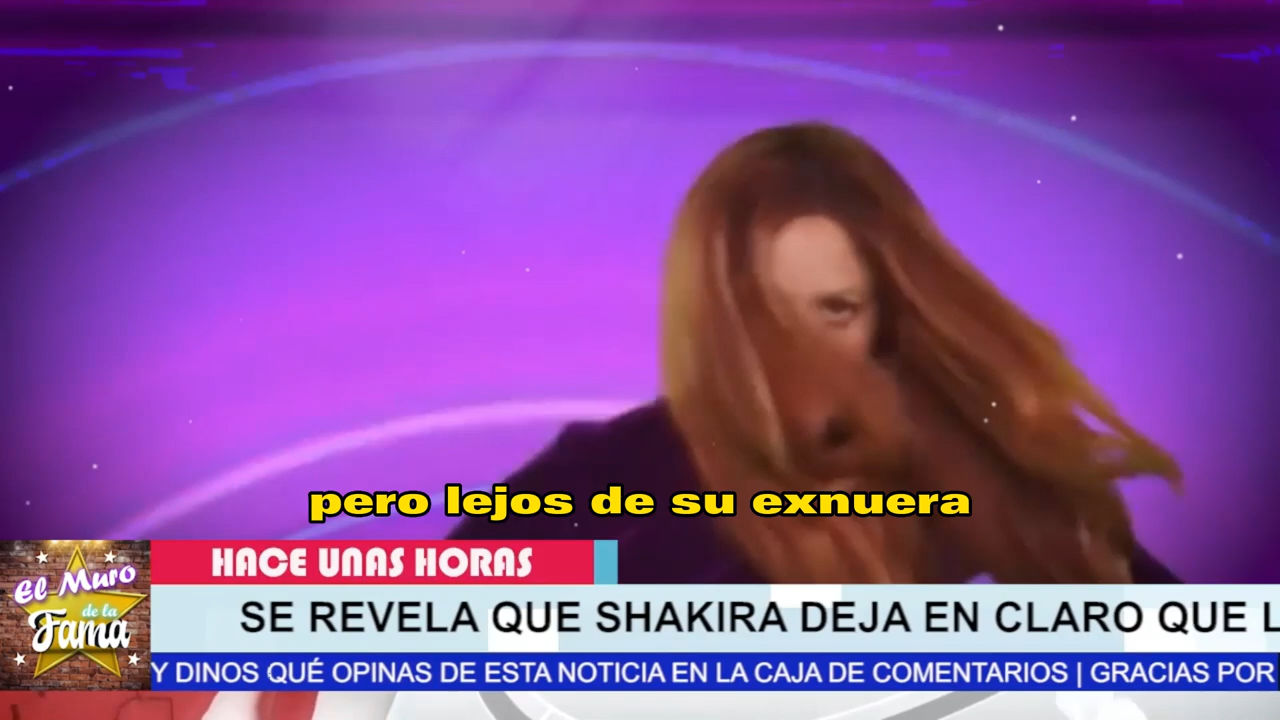 pero lejos de su exnuera
HACE UNAS HORAS
El Muro
de la
Fama
SE REVELA QUE SHAKIRA DEJA EN CLARO QUE L
Y DINOS QUÉ OPINAS DE ESTA NOTICIA EN LA CAJA DE COMENTARIOS | GRACIAS POR